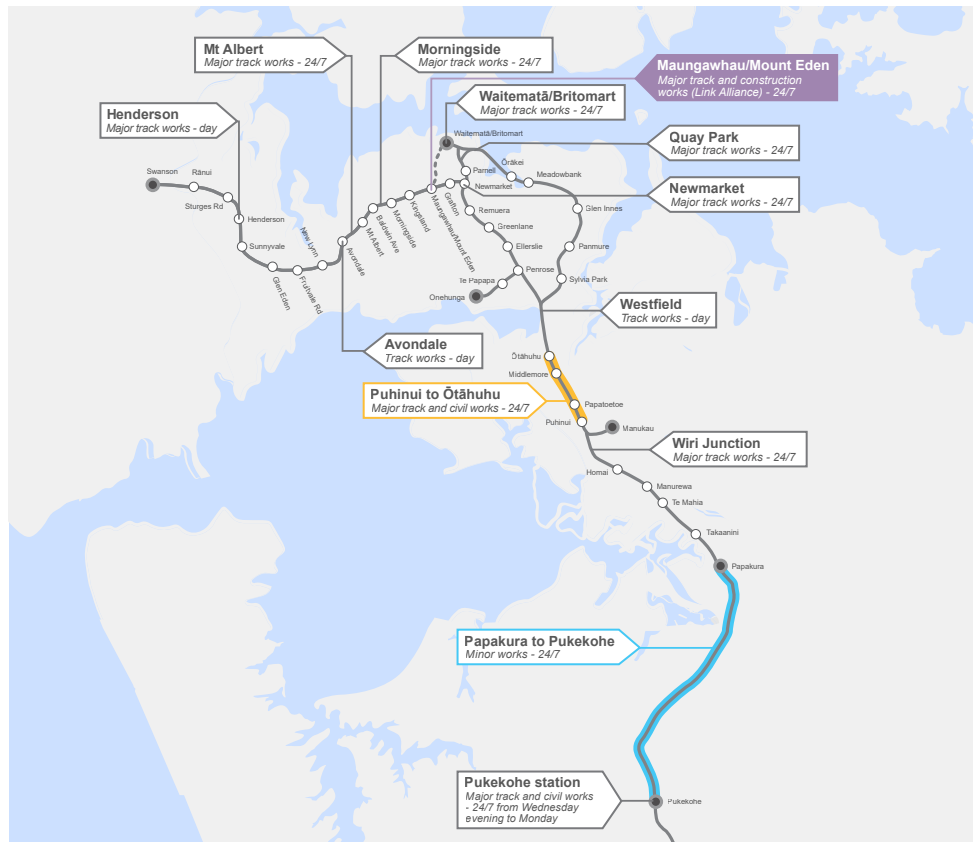 Mt Albert
Major track works - 24/7
Morningside
Major track works - 24/7
Maungawhau/Mount Eden
Major track and construction
works (Link Alliance) - 24/7
Waitematā/Britomart
Major track works - 24/7
Henderson
Major track works - day
Quay Park
Major track works - 24/7
Newmarket
Major track works - 24/7
Waitematā/Britomart
Swanson
Rānui
Sturges Rd
Henderson
Sunnyvale
Glen Eden
Fruitvale Rd
New Lynn
Avondale
Mt Albert
Baldwin Ave
Morningside
Kingsland
Maungawhau/Mount Eden
Grafton
Parnell
Newmarket
Ōrākei
Meadowbank
Remuera
Glen Innes
Greenlane
Ellerslie
Panmure
Penrose
Te Papapa
Sylvia Park
Onehunga
Westfield
Track works - day
Avondale
Track works - day
Ōtāhuhu
Middlemore
Puhinui to Ōtāhuhu
Major track and civil works - 24/7
Papatoetoe
Puhinui
Manukau
Wiri Junction
Major track works - 24/7
Homai
Manurewa
Te Mahia
Takaanini
Papakura
Papakura to Pukekohe
Minor works - 24/7
Pukekohe station
Major track and civil works
- 24/7 from Wednesday
evening to Monday
Pukekohe